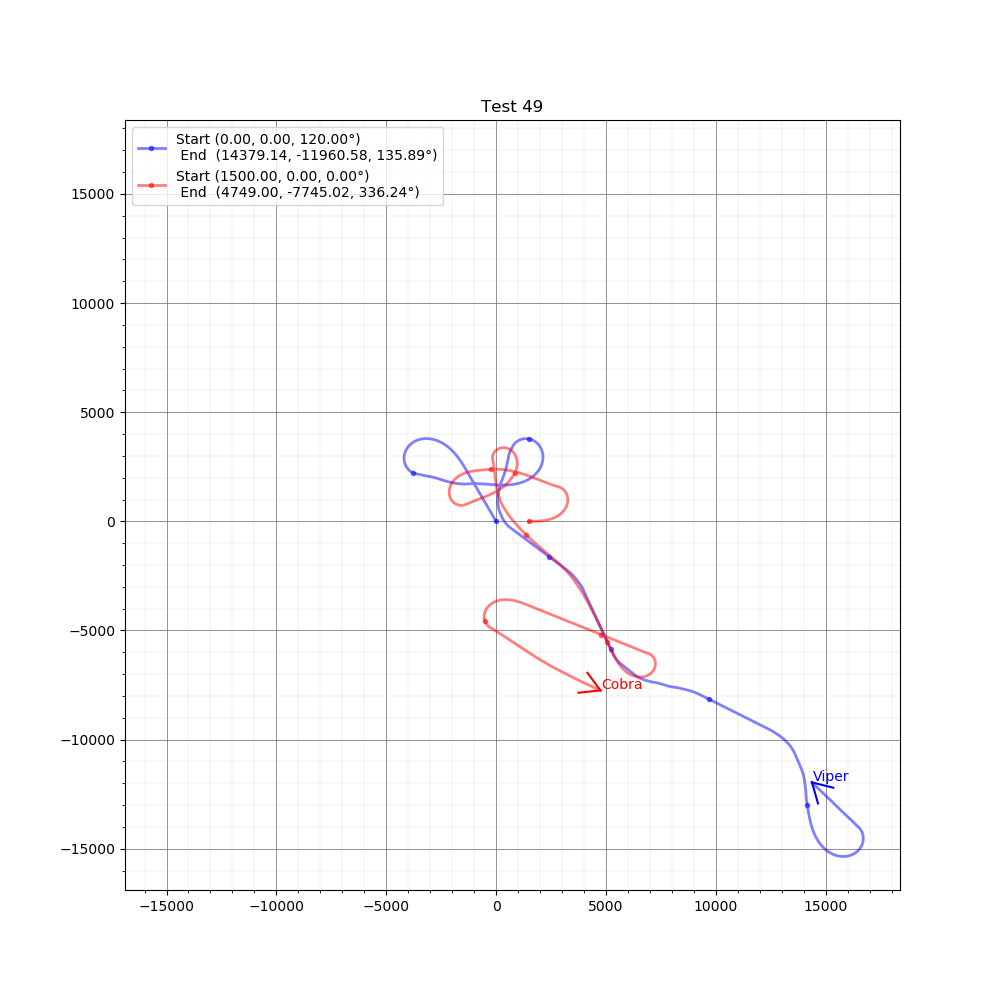 Test 49
Start (0.00, 0.00, 120.00°)
End (14379.14, -11960.58, 135.89°)
Start (1500.00, 0.00, 0.00°)
End (4749.00, -7745.02, 336.24°)
15000
10000
5000
0
−5000
−10000
−15000
Cobra
Viper
−15000 −10000 −5000 0 5000 10000 15000